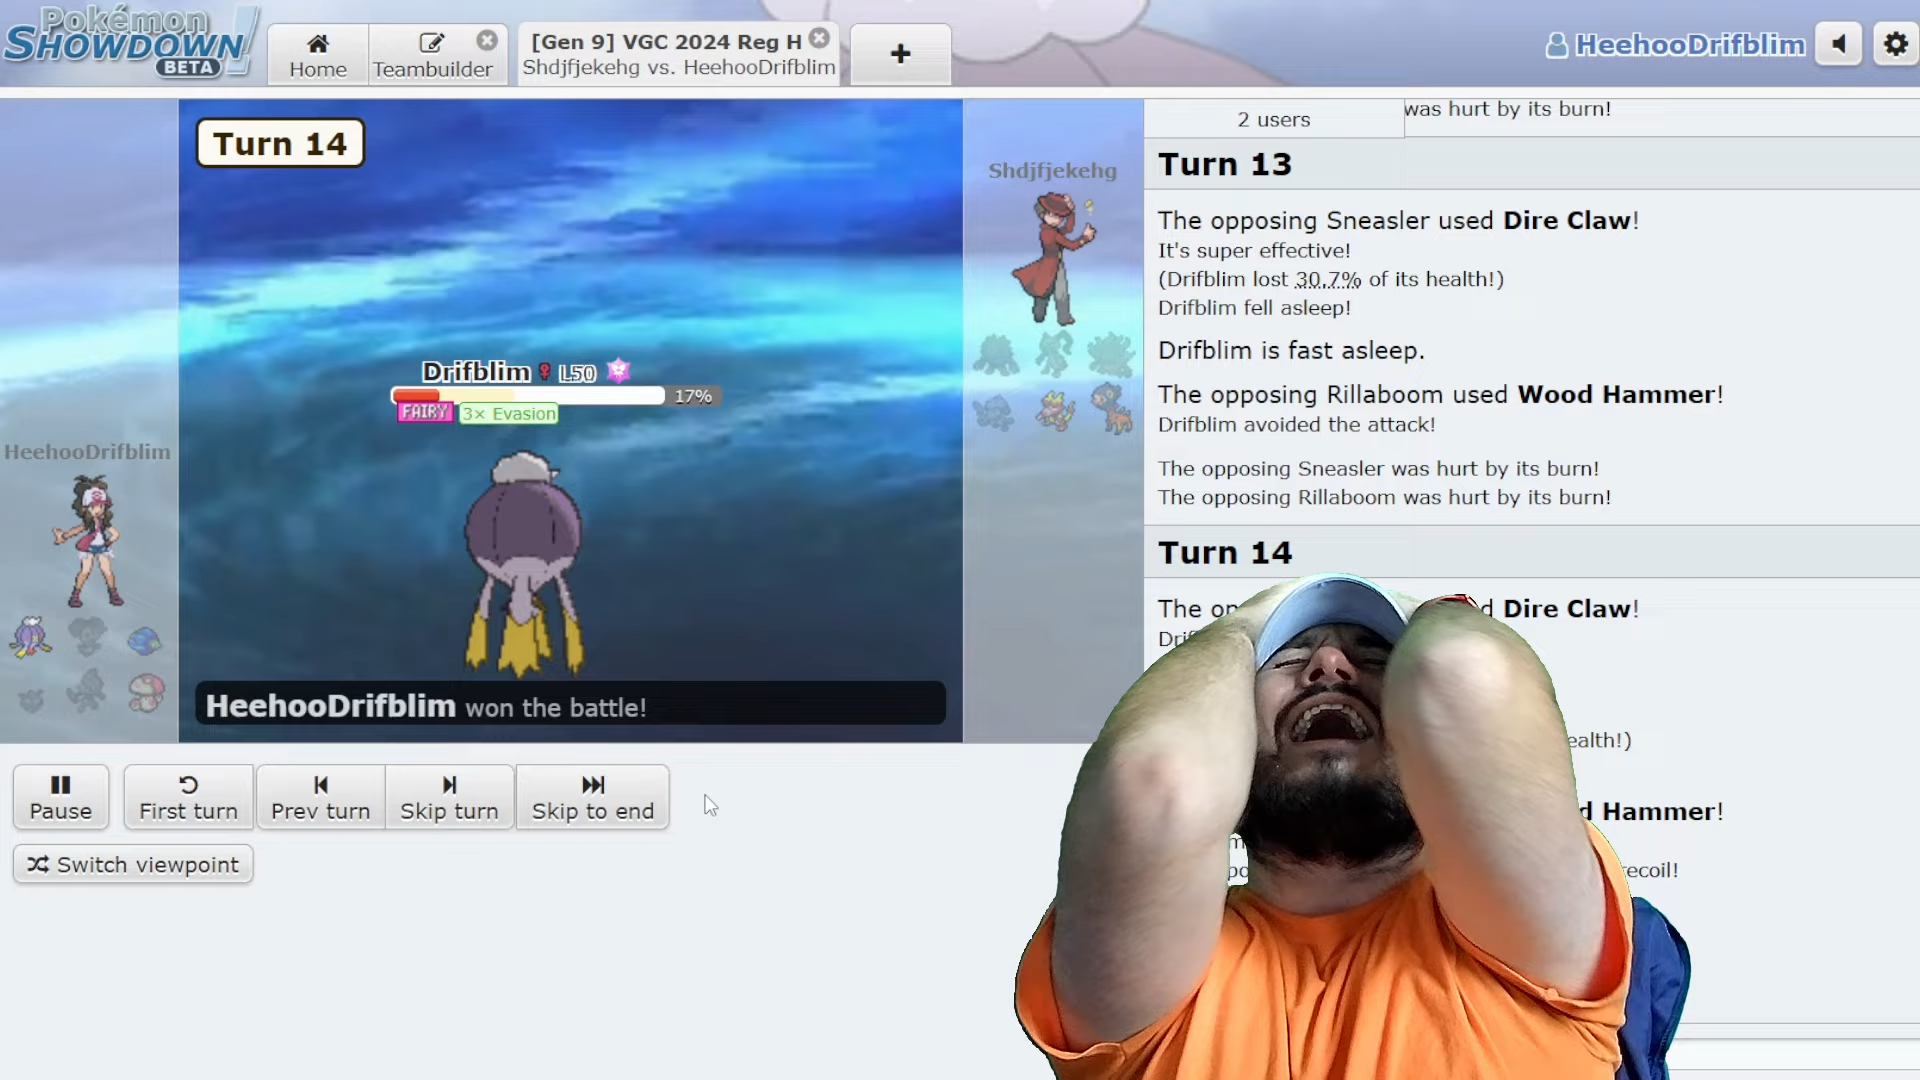 Pokémon
SHOWDOWN!
BETA
Home
Teambuilder
[Gen 9] VGC 2024 Reg H
Shdjfjekehg vs. HeehooDrifblim
+
HeehooDrifblim
Turn 14
Drifblim L50
17%
FAIRY 3× Evasion
HeehooDrifblim
Shdjfjekehg
HeehooDrifblim won the battle!
Pause
First turn
Prev turn
Skip turn
Skip to end
Switch viewpoint
2 users
was hurt by its burn!
Turn 13
The opposing Sneasler used Dire Claw!
It's super effective!
(Drifblim lost 30.7% of its health!)
Drifblim fell asleep!
Drifblim is fast asleep.
The opposing Rillaboom used Wood Hammer!
Drifblim avoided the attack!
The opposing Sneasler was hurt by its burn!
The opposing Rillaboom was hurt by its burn!
Turn 14
The Dire Claw!
Hammer!